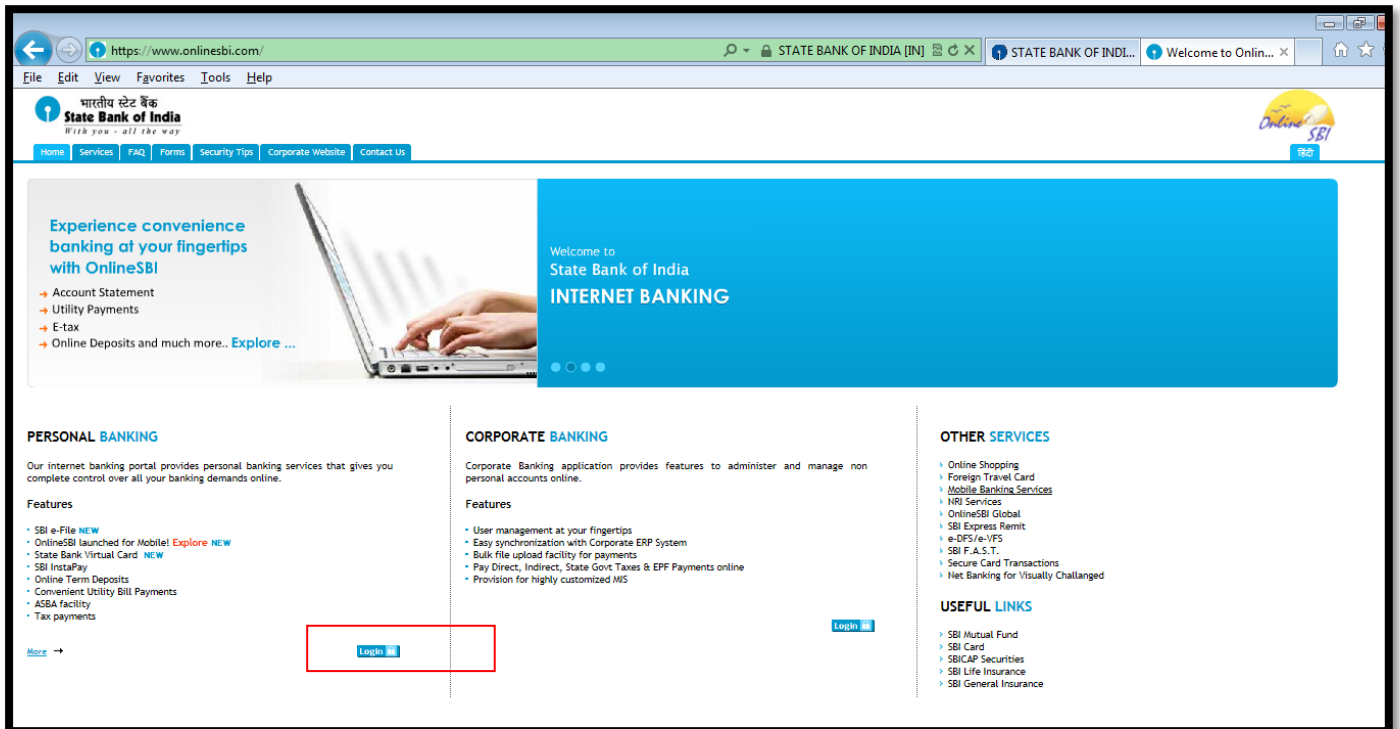 https://www.onlinesbi.com/
STATE BANK OF INDIA [IN]
STATE BANK OF INDI...
Welcome to Onlin...
File Edit View Favorites Tools Help
भारतीय स्टेट बैंक
State Bank of India
With you - all the way
Online SBI
Home Services FAQ Forms Security Tips Corporate Website Contact Us
हिंदी
Experience convenience
banking at your fingertips
with OnlineSBI
Account Statement
Utility Payments
E-tax
Online Deposits and much more.. Explore ...
Welcome to
State Bank of India
INTERNET BANKING
PERSONAL BANKING
Our internet banking portal provides personal banking services that gives you
complete control over all your banking demands online.
Features
SBI e-File NEW
OnlineSBI launched for Mobile! Explore NEW
State Bank Virtual Card NEW
SBI InstaPay
Online Term Deposits
Convenient Utility Bill Payments
ASBA facility
Tax payments
More
Login
CORPORATE BANKING
Corporate Banking application provides features to administer and manage non
personal accounts online.
Features
User management at your fingertips
Easy synchronization with Corporate ERP System
Bulk file upload facility for payments
Pay Direct, Indirect, State Govt Taxes & EPF Payments online
Provision for highly customized MIS
Login
OTHER SERVICES
Online Shopping
Foreign Travel Card
Mobile Banking Services
NRI Services
OnlineSBI Global
SBI Express Remit
e-DFS/e-VFS
SBI F.A.S.T.
Secure Card Transactions
Net Banking for Visually Challanged
USEFUL LINKS
SBI Mutual Fund
SBI Card
SBICAP Securities
SBI Life Insurance
SBI General Insurance